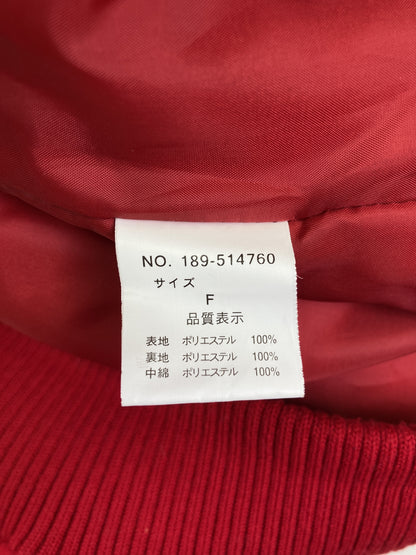 NO. 189-514760
サイズ
F
品質表示
表地 ポリエステル 100%
裏地 ポリエステル 100%
中綿 ポリエステル 100%